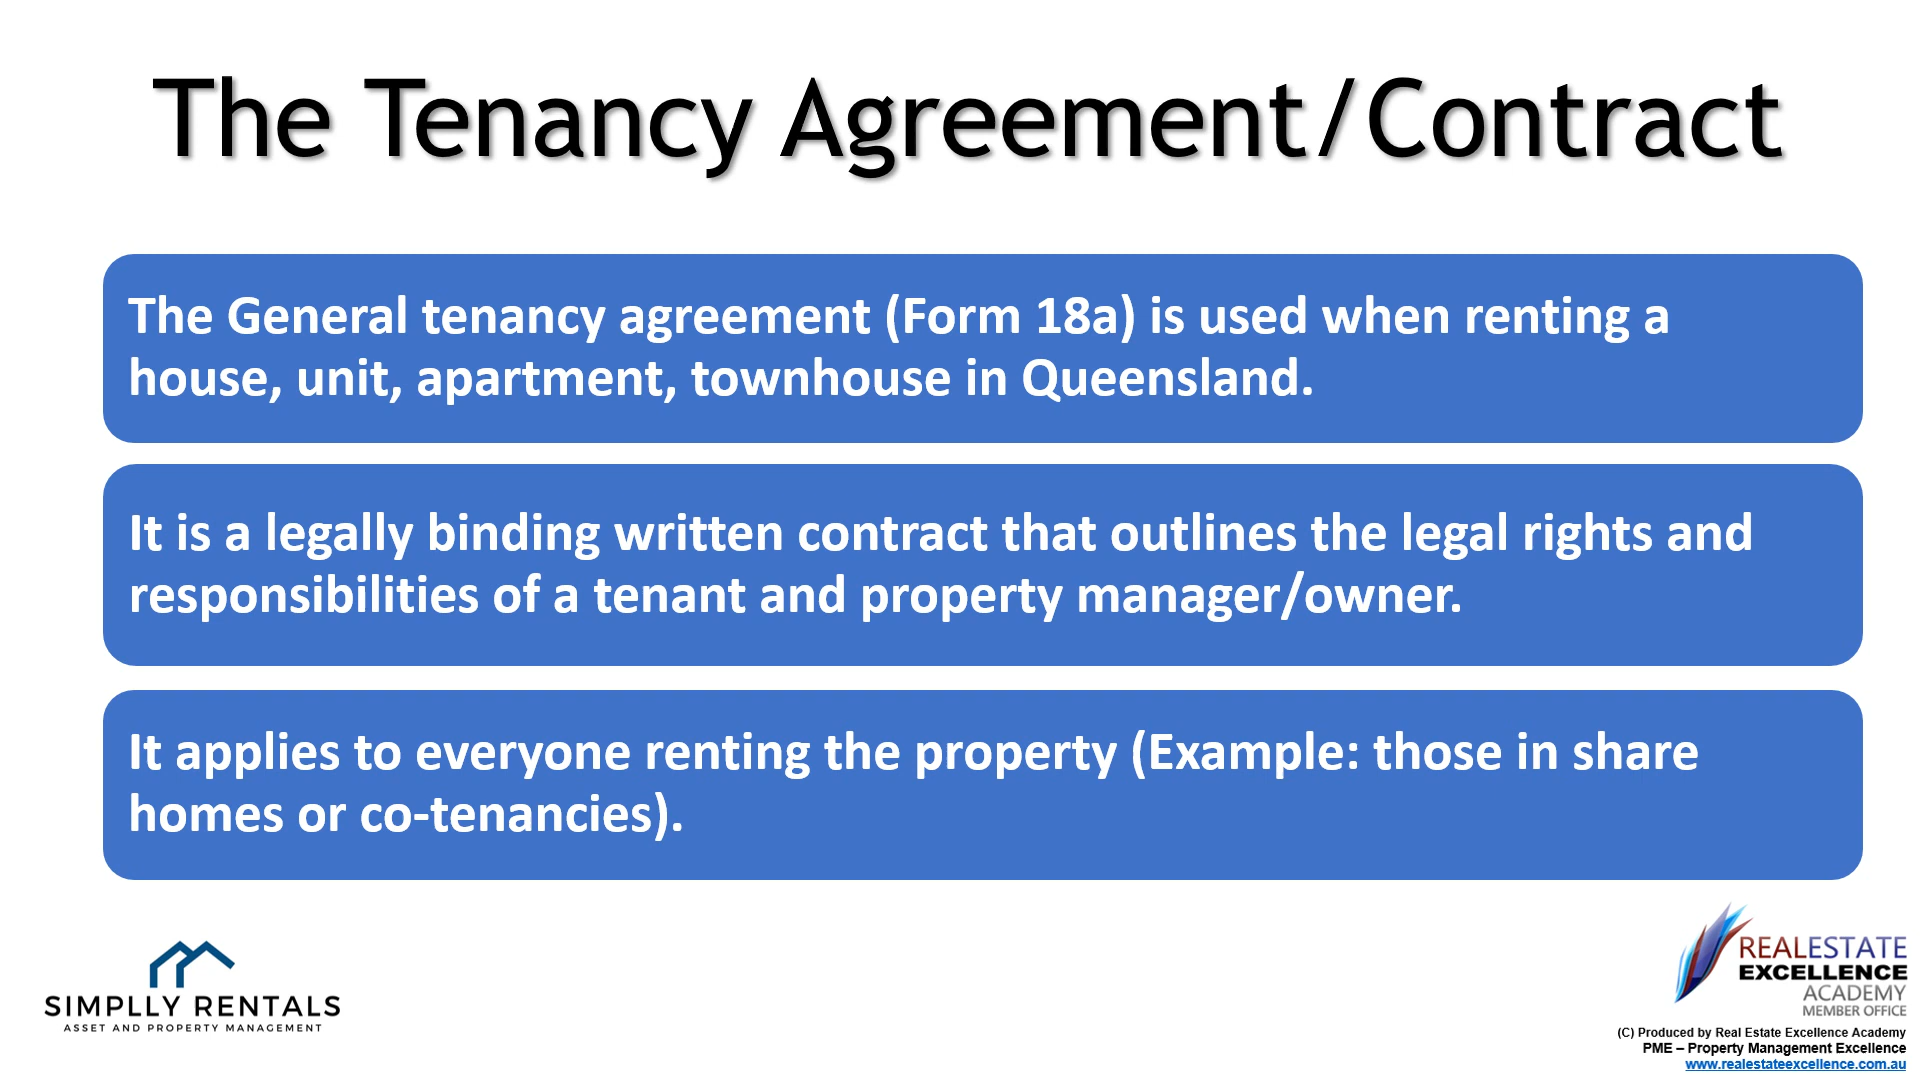 The Tenancy Agreement/Contract
The General tenancy agreement (Form 18a) is used when renting a
house, unit, apartment, townhouse in Queensland.
It is a legally binding written contract that outlines the legal rights and
responsibilities of a tenant and property manager/owner.
It applies to everyone renting the property (Example: those in share
homes or co-tenancies).
SIMPLLY RENTALS
ASSET AND PROPERTY MANAGEMENT
REALESTATE
EXCELLENCE
ACADEMY
MEMBER OFFICE
(C) Produced by Real Estate Excellence Academy
PME – Property Management Excellence
www.realestateexcellence.com.au